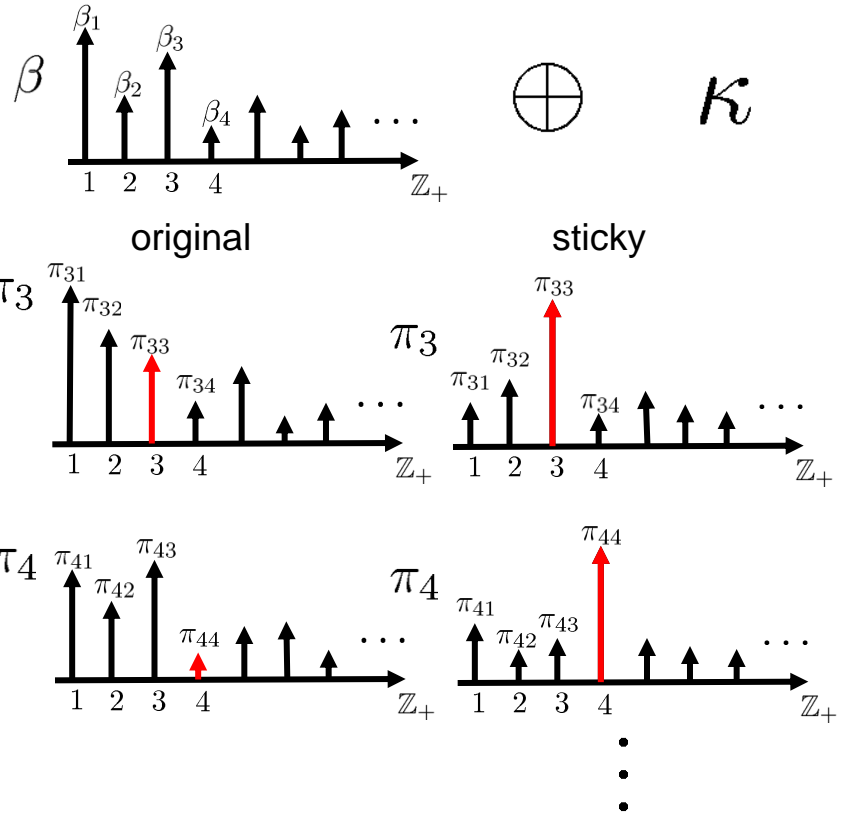 β₁
β₃
β β₂ ⊕ κ
β₄ . . .
1 2 3 4 ℤ₊
original sticky
π₃₁ π₃₃
π₃ π₃₂ π₃
π₃₃ π₃₂
π₃₄ . . . π₃₁ π₃₄ . . .
1 2 3 4 ℤ₊ 1 2 3 4 ℤ₊
π₄₃ π₄₄
π₄ π₄₁ π₄
π₄₂ π₄₁
π₄₄ . . . π₄₂ π₄₃ . . .
1 2 3 4 ℤ₊ 1 2 3 4 ℤ₊